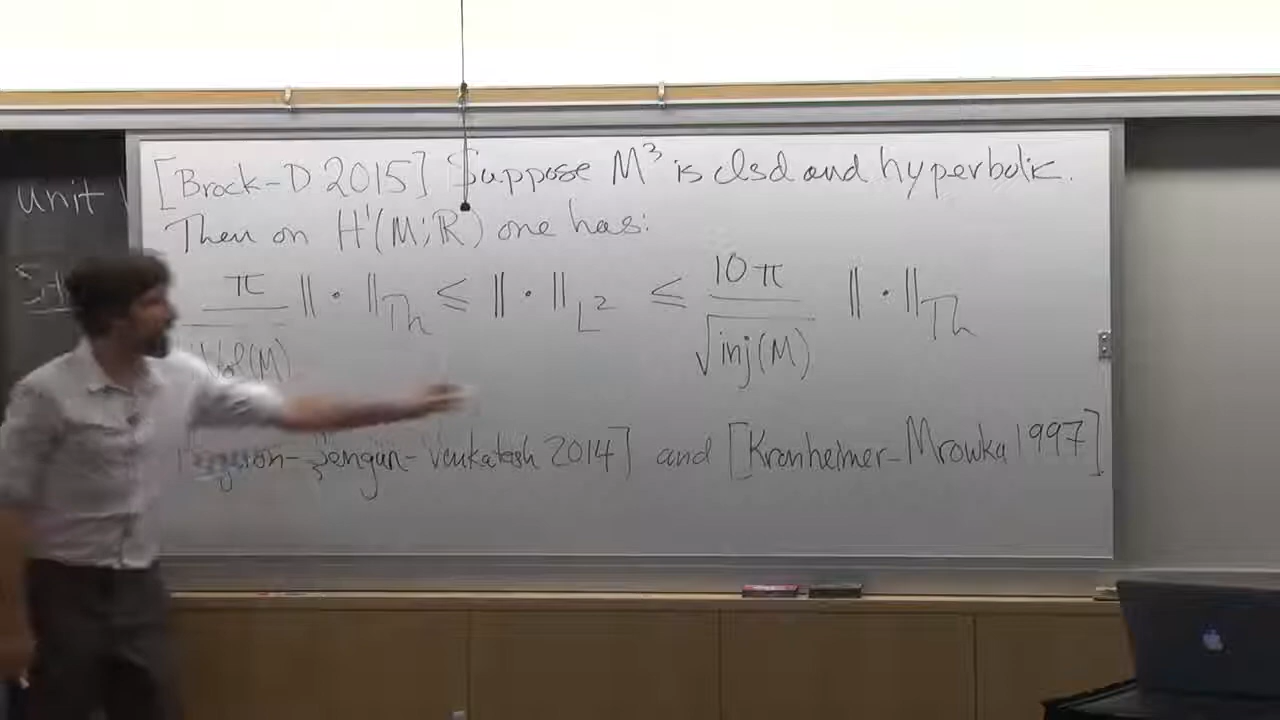 [Brock-D 2015] Suppose M³ is clsd and hyperbolic.
unit
Then on H¹(M; ℝ) one has:
π/√Vol(M) ‖·‖_Th ≤ ‖·‖_L² ≤ 10π/√inj(M) ‖·‖_Th
Şengün-Venkatesh 2014] and [Kronheimer-Mrowka 1997]